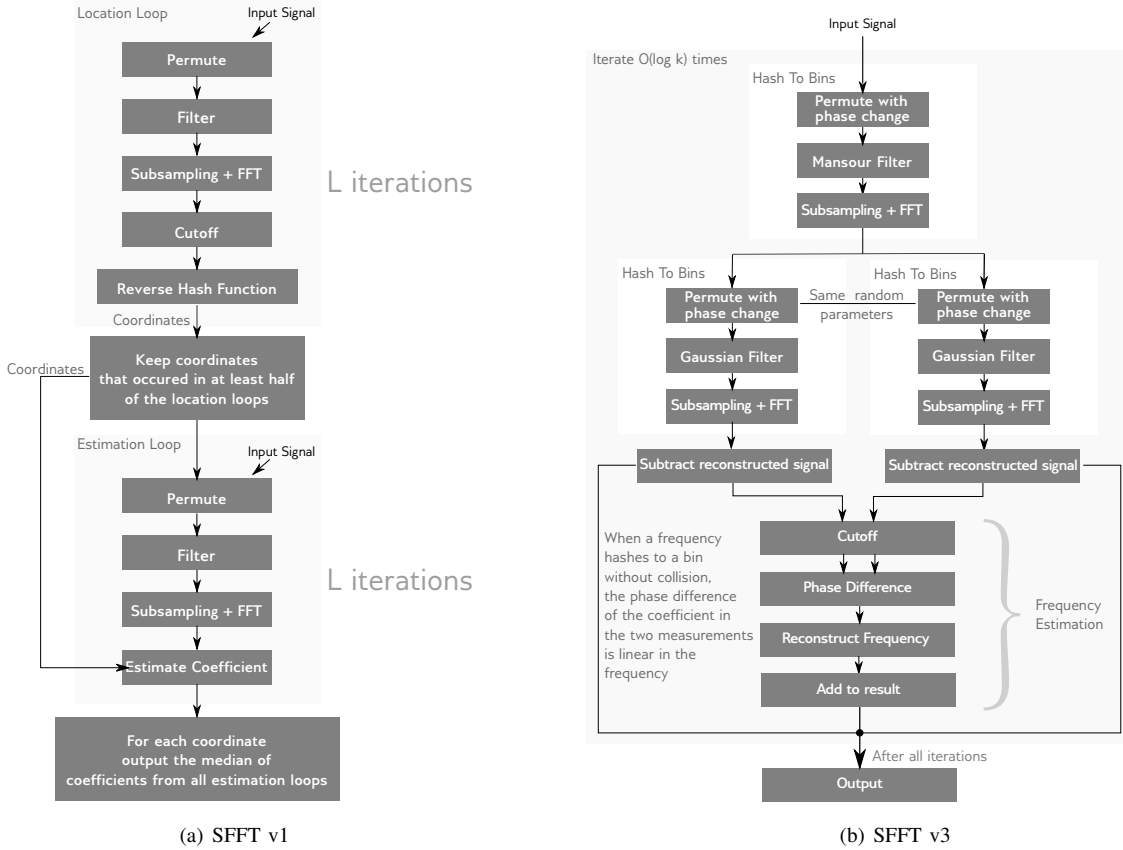 Location Loop
Input Signal
Permute
Filter
Subsampling + FFT
Cutoff
Reverse Hash Function
L iterations
Coordinates
Keep coordinates
that occured in at least half
of the location loops
Coordinates
Estimation Loop
Input Signal
Permute
Filter
Subsampling + FFT
Estimate Coefficient
L iterations
For each coordinate
output the median of
coefficients from all estimation loops
(a) SFFT v1
Input Signal
Iterate O(log k) times
Hash To Bins
Permute with
phase change
Mansour Filter
Subsampling + FFT
Hash To Bins
Permute with
phase change
Gaussian Filter
Subsampling + FFT
Same random
parameters
Hash To Bins
Permute with
phase change
Gaussian Filter
Subsampling + FFT
Subtract reconstructed signal
Subtract reconstructed signal
When a frequency
hashes to a bin
without collision,
the phase difference
of the coefficient in
the two measurements
is linear in the
frequency
Cutoff
Phase Difference
Reconstruct Frequency
Add to result
Frequency
Estimation
After all iterations
Output
(b) SFFT v3